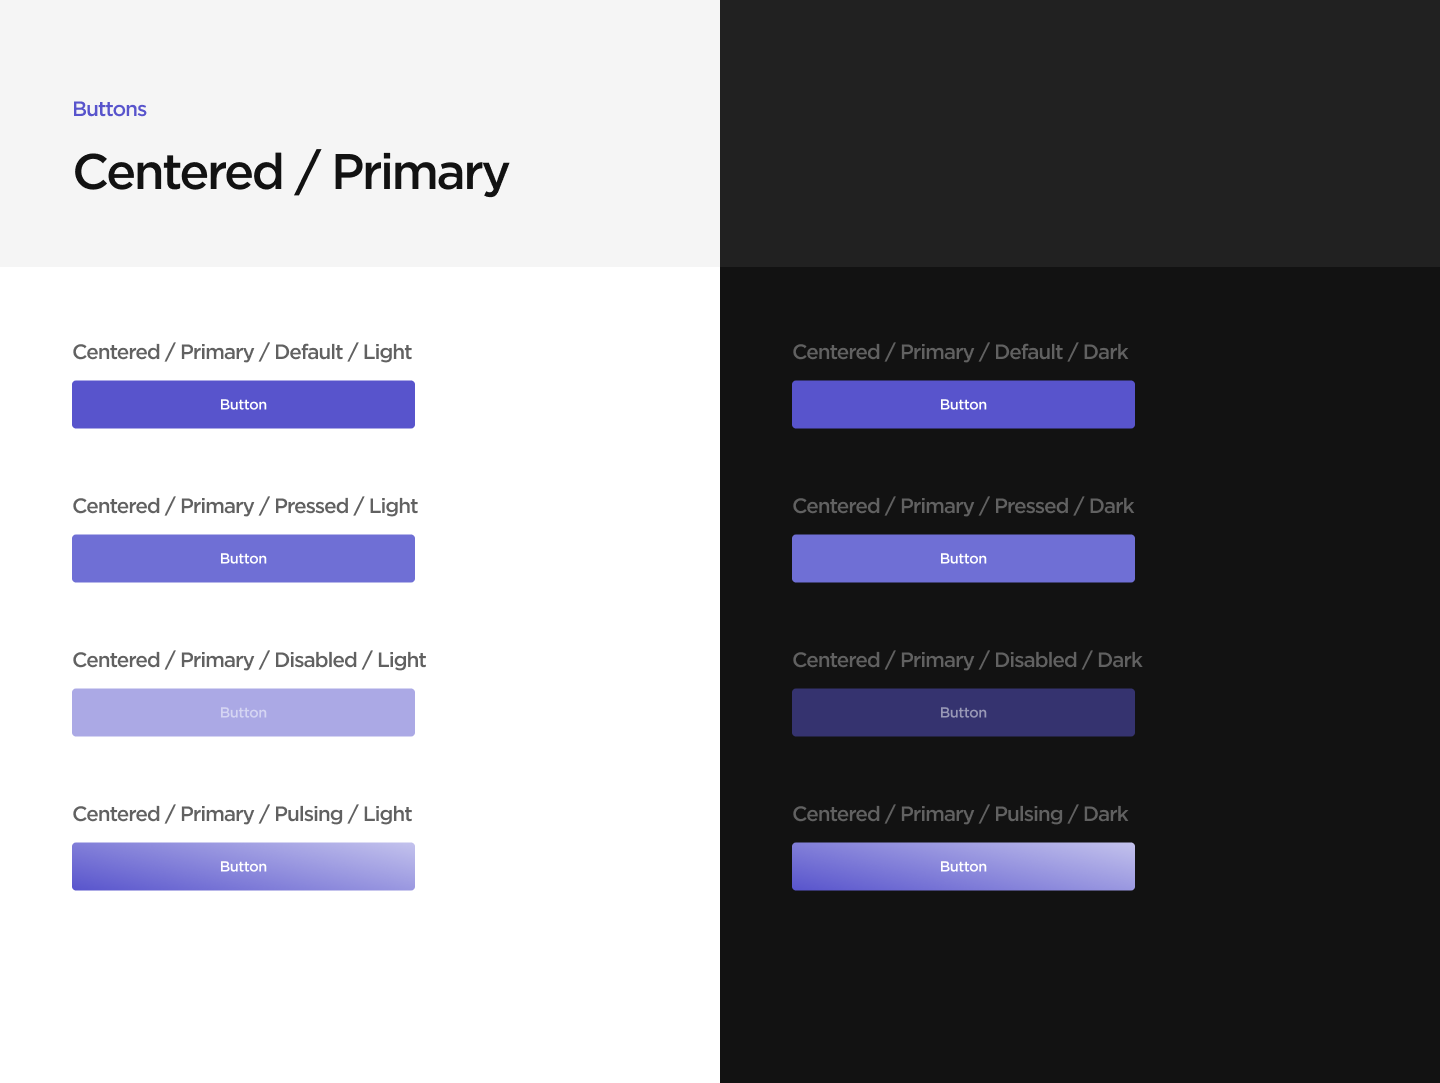 Buttons
Centered / Primary
Centered / Primary / Default / Light
Button
Centered / Primary / Pressed / Light
Button
Centered / Primary / Disabled / Light
Button
Centered / Primary / Pulsing / Light
Button
Centered / Primary / Default / Dark
Button
Centered / Primary / Pressed / Dark
Button
Centered / Primary / Disabled / Dark
Button
Centered / Primary / Pulsing / Dark
Button